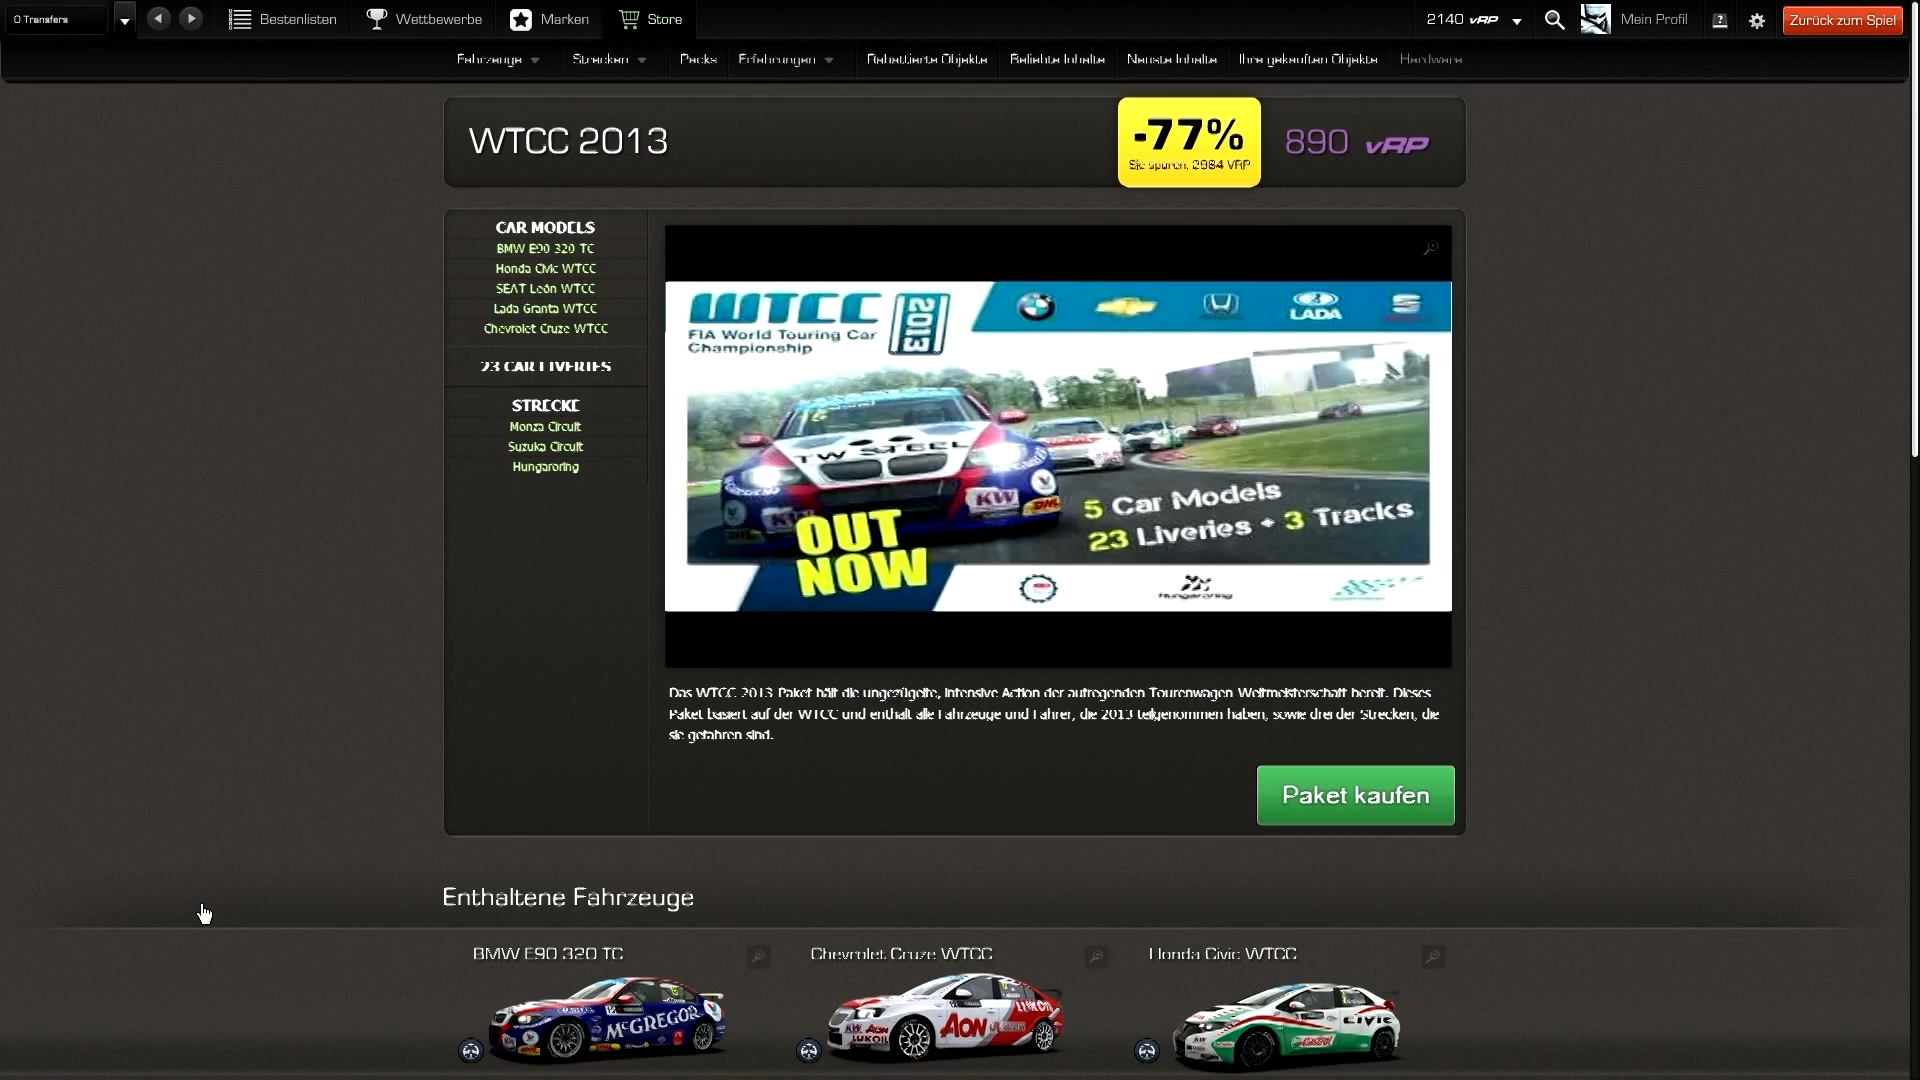 0 Transfers
Bestenlisten
Wettbewerbe
Marken
Store
2140 vRP
Mein Profil
Zurück zum Spiel
Fahrzeuge
Strecken
Packs
Erfahrungen
Rabattierte Objekte
Beliebte Inhalte
Neuste Inhalte
Ihre gekauften Objekte
Hardware
WTCC 2013
-77%
Sie sparen: 2984 VRP
890 vRP
CAR MODELS
BMW E90 320 TC
Honda Civic WTCC
SEAT León WTCC
Lada Granta WTCC
Chevrolet Cruze WTCC
23 CAR LIVERIES
STRECKE
Monza Circuit
Suzuka Circuit
Hungaroring
WTCC 2013
FIA World Touring Car
Championship
LADA
TW STEEL
KW
DHL
OUT
NOW
5 Car Models
23 Liveries + 3 Tracks
Hungaroring
Das WTCC 2013 Paket hält die ungezügelte, intensive Action der aufregenden Tourenwagen Weltmeisterschaft bereit. Dieses
Paket basiert auf der WTCC und enthält alle Fahrzeuge und Fahrer, die 2013 teilgenommen haben, sowie drei der Strecken, die
sie gefahren sind.
Paket kaufen
Enthaltene Fahrzeuge
BMW E90 320 TC
Chevrolet Cruze WTCC
Honda Civic WTCC
McGREGOR
AON
LUKOIL
CIVIC
Castrol